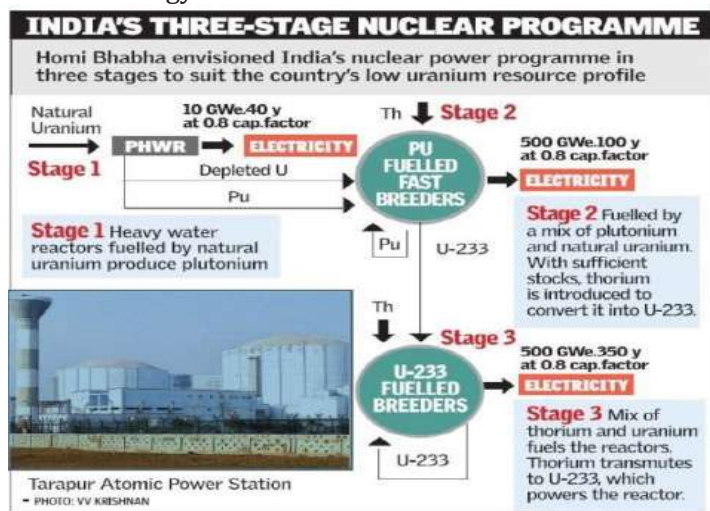 INDIA'S THREE-STAGE NUCLEAR PROGRAMME
Homi Bhabha envisioned India's nuclear power programme in
three stages to suit the country's low uranium resource profile
Natural
Uranium
Stage 1
PHWR
10 GWe.40 y
at 0.8 cap.factor
ELECTRICITY
Depleted U
Pu
Th
Stage 2
PU
FUELLED
FAST
BREEDERS
500 GWe.100 y
at 0.8 cap.factor
ELECTRICITY
Stage 1 Heavy water
reactors fuelled by natural
uranium produce plutonium
Pu
U-233
Stage 2 Fuelled by
a mix of plutonium
and natural uranium.
With sufficient
stocks, thorium
is introduced to
convert it into U-233.
Th
Stage 3
U-233
FUELLED
BREEDERS
500 GWe.350 y
at 0.8 cap.factor
ELECTRICITY
U-233
Stage 3 Mix of
thorium and uranium
fuels the reactors.
Thorium transmutes
to U-233, which
powers the reactor.
Tarapur Atomic Power Station
- PHOTO: VV KRISHNAN